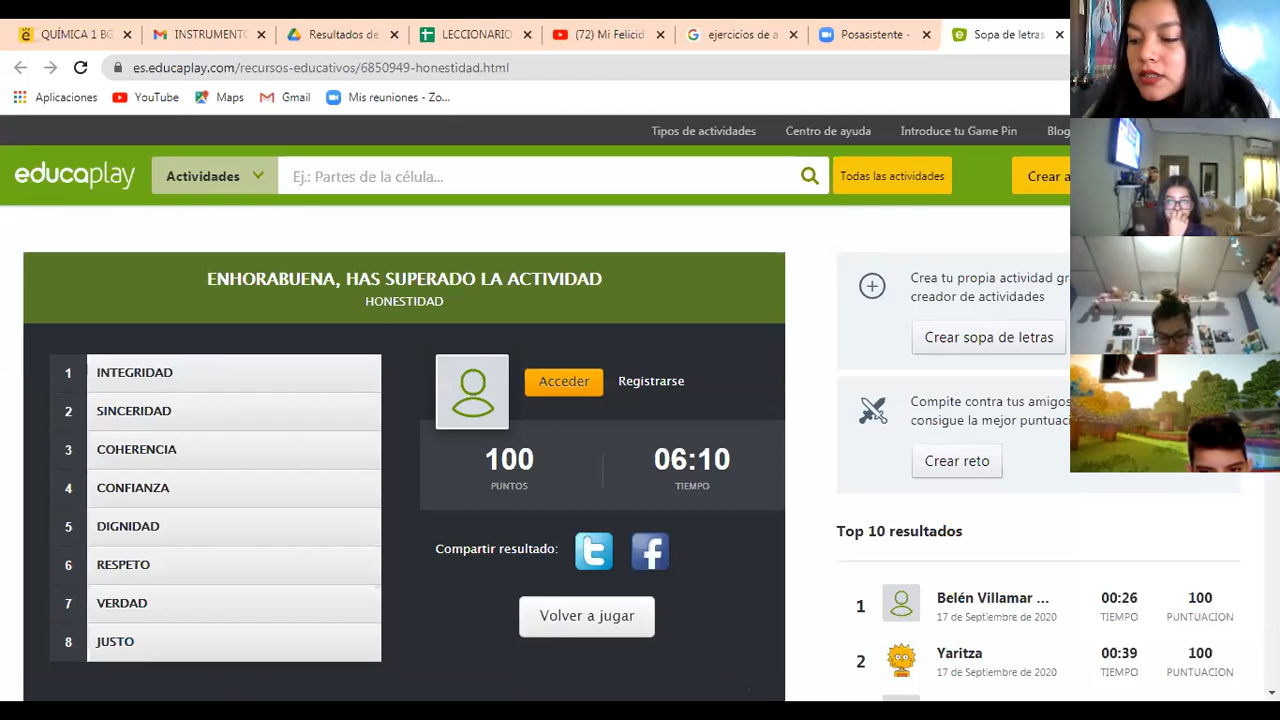 QUÍMICA 1 BG
INSTRUMENTO
Resultados de
LECCIONARIO
(72) Mi Felicid
ejercicios de a
Posasistente -
Sopa de letras
es.educaplay.com/recursos-educativos/6850949-honestidad.html
Aplicaciones
YouTube
Maps
Gmail
Mis reuniones - Zo...
Tipos de actividades
Centro de ayuda
Introduce tu Game Pin
Blog
educaplay
Actividades
Ej.: Partes de la célula...
Todas las actividades
Crear a
ENHORABUENA, HAS SUPERADO LA ACTIVIDAD
HONESTIDAD
1 INTEGRIDAD
2 SINCERIDAD
3 COHERENCIA
4 CONFIANZA
5 DIGNIDAD
6 RESPETO
7 VERDAD
8 JUSTO
Acceder
Registrarse
100
PUNTOS
06:10
TIEMPO
Compartir resultado:
Volver a jugar
Crea tu propia actividad gr
creador de actividades
Crear sopa de letras
Compite contra tus amigos
consigue la mejor puntuac
Crear reto
Top 10 resultados
1 Belén Villamar ... 00:26 100
17 de Septiembre de 2020 TIEMPO PUNTUACION
2 Yaritza 00:39 100
17 de Septiembre de 2020 TIEMPO PUNTUACION